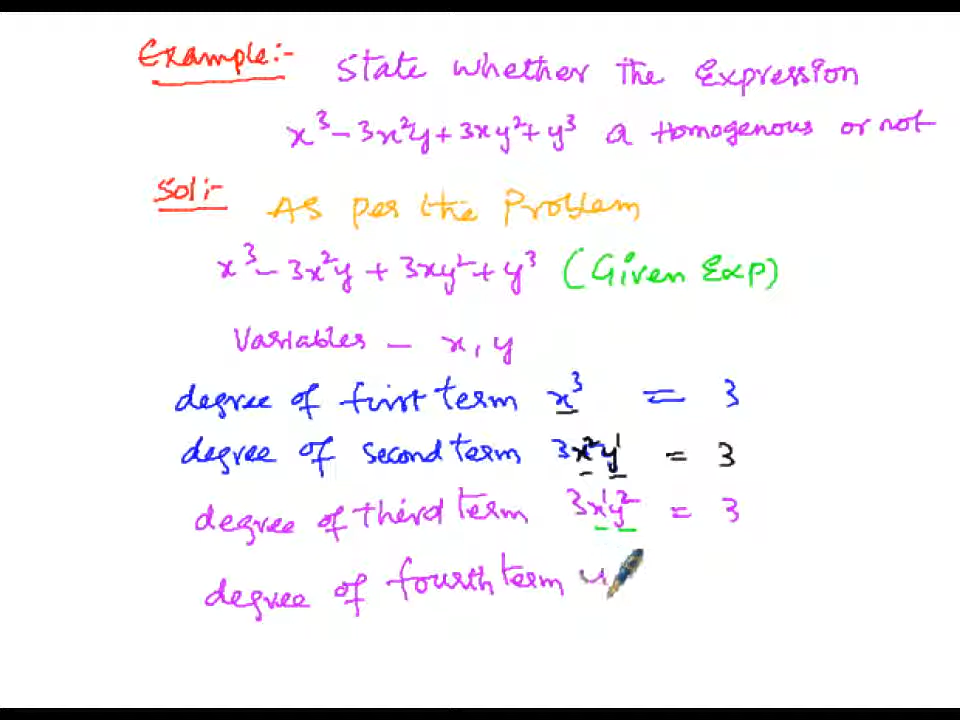 Example:-
State whether the Expression
x³ - 3x²y + 3xy² + y³ a Homogenous or not
Sol:-
As per the Problem
x³ - 3x²y + 3xy² + y³ (Given Exp)
Variables - x, y
degree of first term x³ = 3
degree of second term 3x²y¹ = 3
degree of third term 3x¹y² = 3
degree of fourth term y